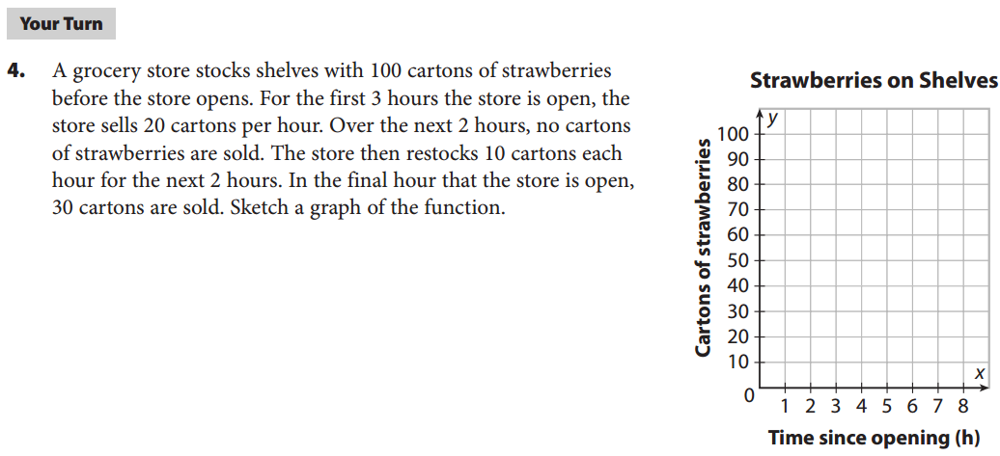 Your Turn
4. A grocery store stocks shelves with 100 cartons of strawberries
before the store opens. For the first 3 hours the store is open, the
store sells 20 cartons per hour. Over the next 2 hours, no cartons
of strawberries are sold. The store then restocks 10 cartons each
hour for the next 2 hours. In the final hour that the store is open,
30 cartons are sold. Sketch a graph of the function.
Strawberries on Shelves
y
Cartons of strawberries
100
90
80
70
60
50
40
30
20
10
0
x
1 2 3 4 5 6 7 8
Time since opening (h)